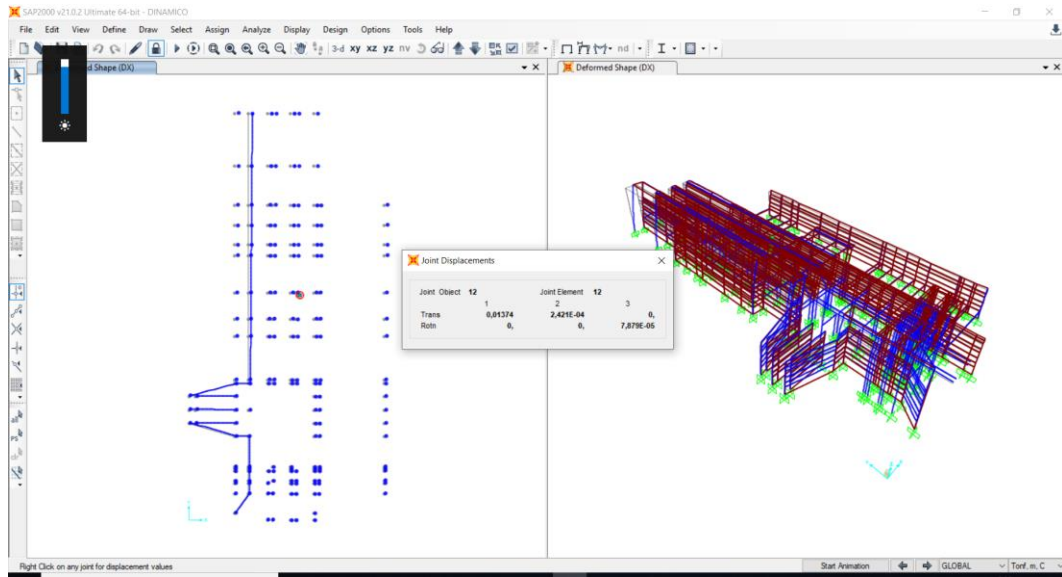 SAP2000 v21.0.2 Ultimate 64-bit - DINAMICO
File Edit View Define Draw Select Assign Analyze Display Design Options Tools Help
3-d xy xz yz nv nd
d Shape (DX)
Deformed Shape (DX)
Joint Displacements
Joint Object 12 Joint Element 12
1 2 3
Trans 0,01374 2,421E-04 0,
Rotn 0, 0, 7,879E-05
Right Click on any joint for displacement values
Start Animation GLOBAL Tonf, m, C